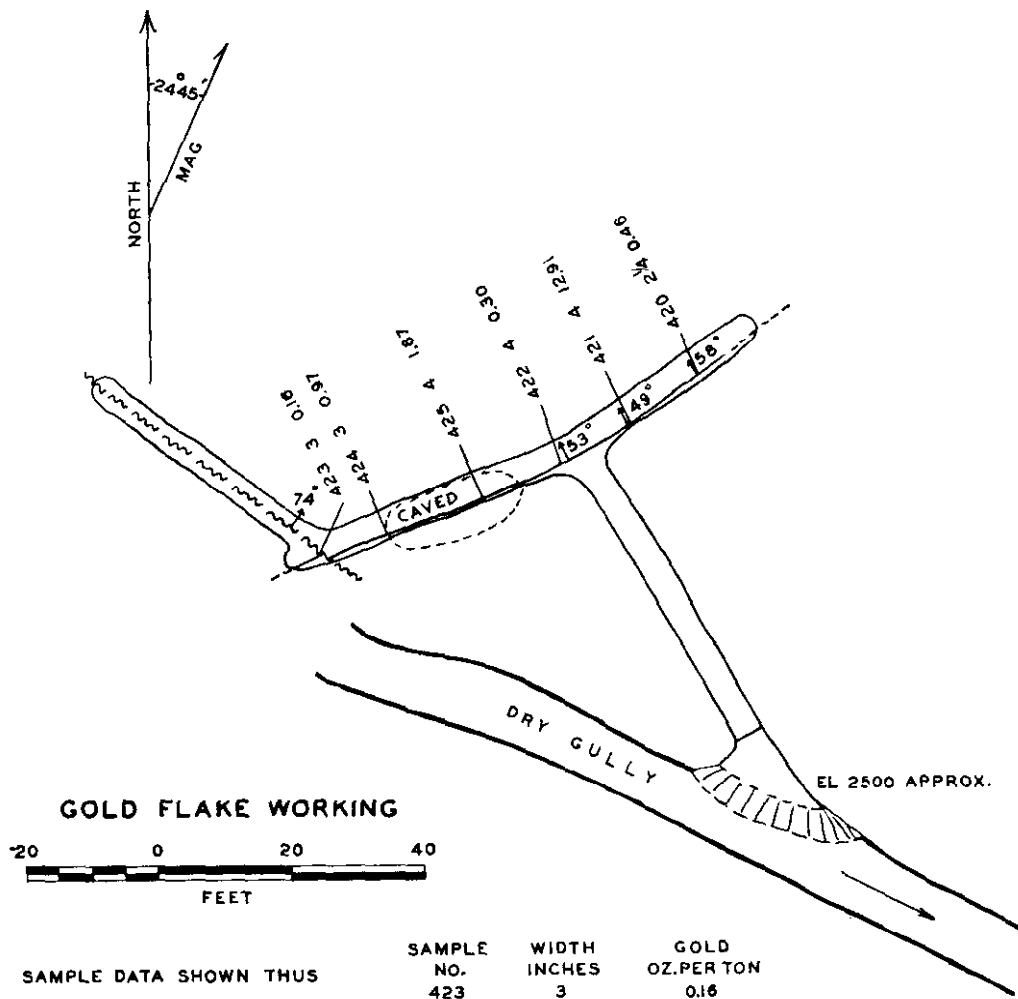 24°45'
MAG
NORTH
423 3 0.16
424 3 0.97
425 4 1.87
422 4 0.30
421 4 12.91
420 2¼ 0.46
74°
53°
49°
58°
CAVED
DRY GULLY
EL 2500 APPROX.
GOLD FLAKE WORKING
20 0 20 40
FEET
SAMPLE DATA SHOWN THUS
SAMPLE NO. 423
WIDTH INCHES 3
GOLD OZ. PER TON 0.16